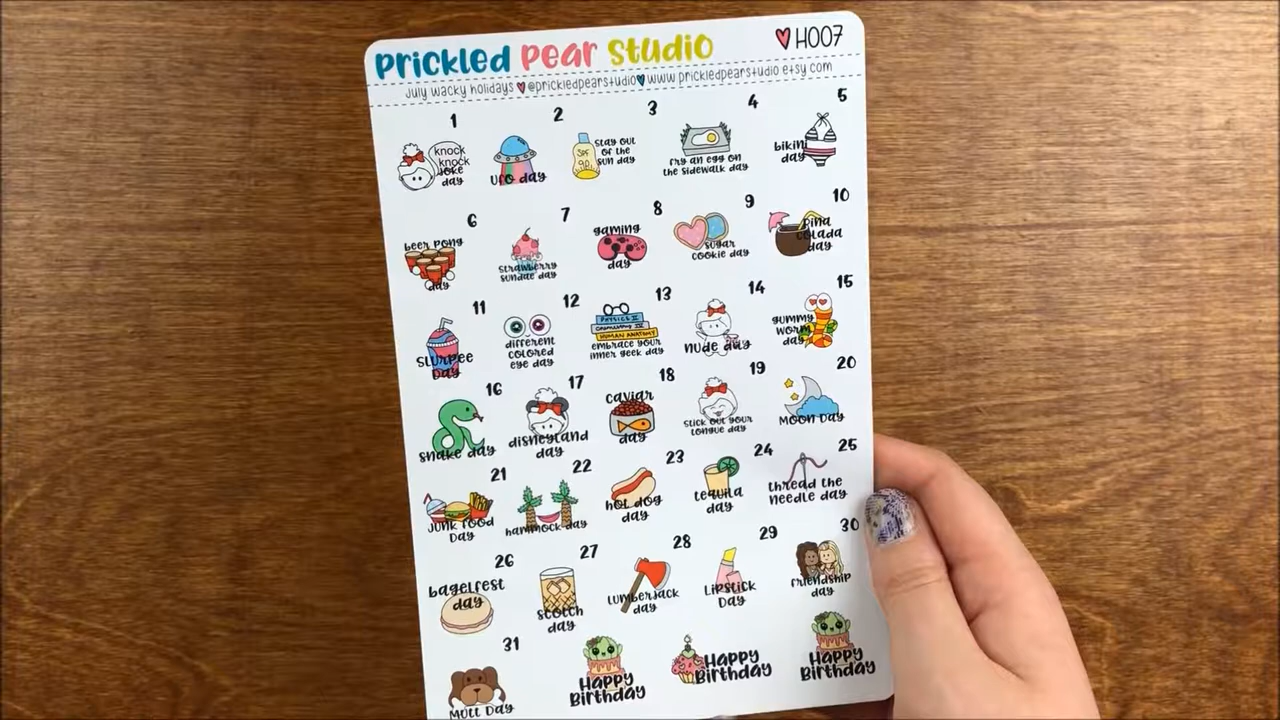 Prickled Pear Studio H007
July wacky holidays @prickledpearstudio www prickledpearstudio etsy com
1 2 3 4 5
knock
knock
joke
day
UFO day
SPF
stay out
of the
sun day
fry an egg on
the sidewalk day
bikini
day
6 7 8 9 10
beer pong
day
strawberry
sundae day
gaming
day
sugar
cookie day
pina
colada
day
11 12 13 14 15
SLURPEE
DAY
different
colored
eye day
PHYSICS II
CHEMISTRY IV
HUMAN ANATOMY
embrace your
inner geek day
nude day
gummy
worm
day
16 17 18 19 20
snake day
disneyland
day
caviar
day
stick out your
tongue day
MOON DAY
21 22 23 24 25
JUNK FOOD
DAY
hammock day
hot dog
day
tequila
day
thread the
needle day
26 27 28 29 30
bagelfest
day
scotch
day
LUMBERJACK
day
LIPSTICK
DAY
friendship
day
31
MUTT DAY
Happy
Birthday
Happy
Birthday
Happy
Birthday